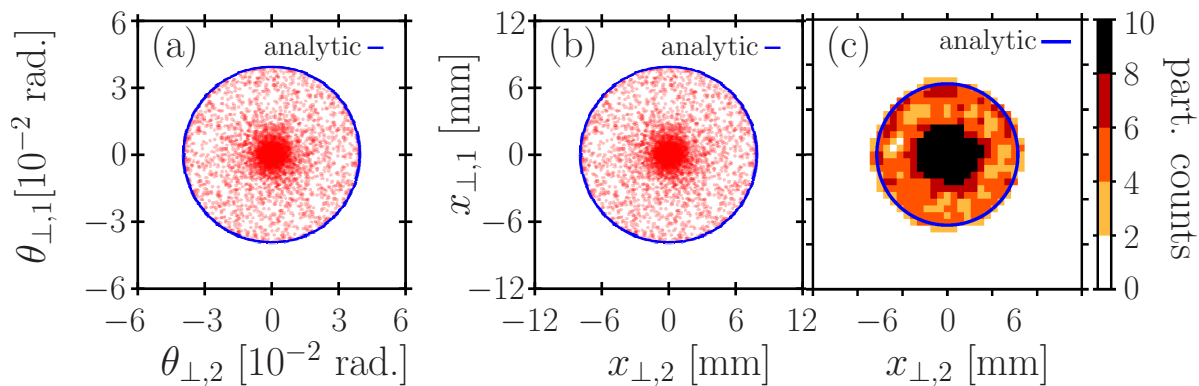 (a) analytic
6
3
0
−3
−6
−6 −3 0 3 6
θ⊥,1[10⁻² rad.]
θ⊥,2 [10⁻² rad.]
(b) analytic
12
6
0
−6
−12
−12 −6 0 6 12
x⊥,1 [mm]
x⊥,2 [mm]
(c) analytic
−6 0 6
x⊥,2 [mm]
10
8
6
4
2
0
part. counts